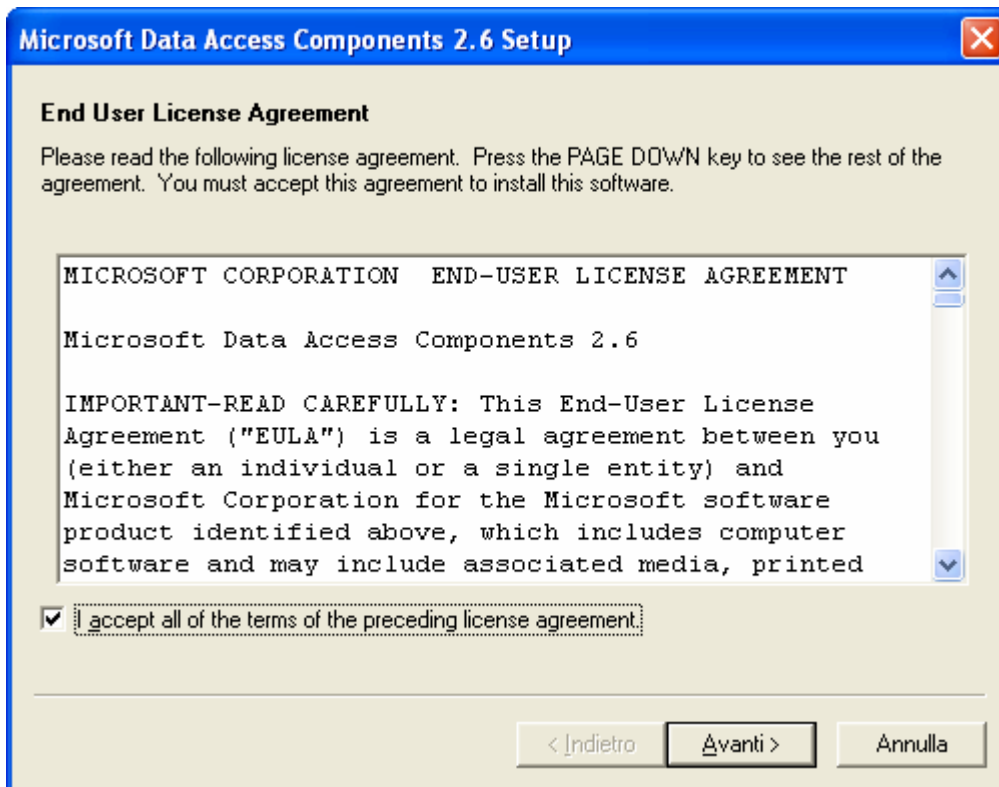 Microsoft Data Access Components 2.6 Setup
End User License Agreement
Please read the following license agreement. Press the PAGE DOWN key to see the rest of the
agreement. You must accept this agreement to install this software.
MICROSOFT CORPORATION END-USER LICENSE AGREEMENT
Microsoft Data Access Components 2.6
IMPORTANT-READ CAREFULLY: This End-User License
Agreement ("EULA") is a legal agreement between you
(either an individual or a single entity) and
Microsoft Corporation for the Microsoft software
product identified above, which includes computer
software and may include associated media, printed
I accept all of the terms of the preceding license agreement.
< Indietro
Avanti >
Annulla